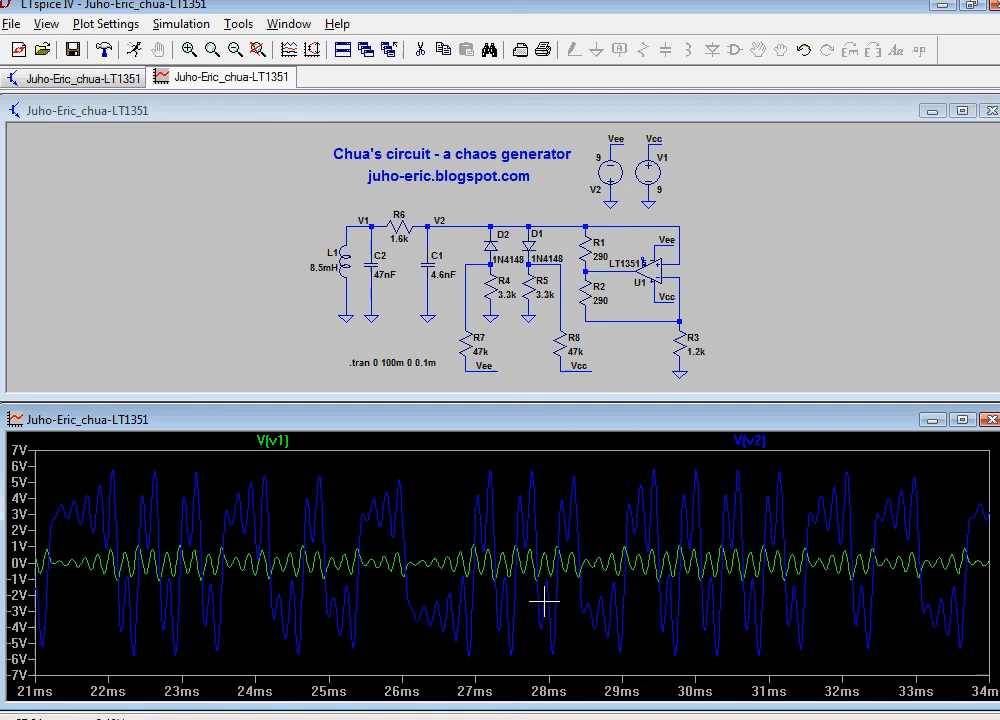 LTspice IV - Juho-Eric_chua-LT1351
File View Plot Settings Simulation Tools Window Help
Juho-Eric_chua-LT1351 Juho-Eric_chua-LT1351
Juho-Eric_chua-LT1351
Chua's circuit - a chaos generator
juho-eric.blogspot.com
Vee Vcc
9 V1
V2 9
V1 R6 V2
1.6k
L1
8.5mH
C2
47nF
C1
4.6nF
D2
1N4148
D1
1N4148
R4
3.3k
R5
3.3k
R1
290
R2
290
LT1351
U1
Vee
Vcc
R7
47k
Vee
R8
47k
Vcc
R3
1.2k
.tran 0 100m 0 0.1m
Juho-Eric_chua-LT1351
V(v1) V(v2)
7V
6V
5V
4V
3V
2V
1V
0V
-1V
-2V
-3V
-4V
-5V
-6V
-7V
21ms 22ms 23ms 24ms 25ms 26ms 27ms 28ms 29ms 30ms 31ms 32ms 33ms 34m